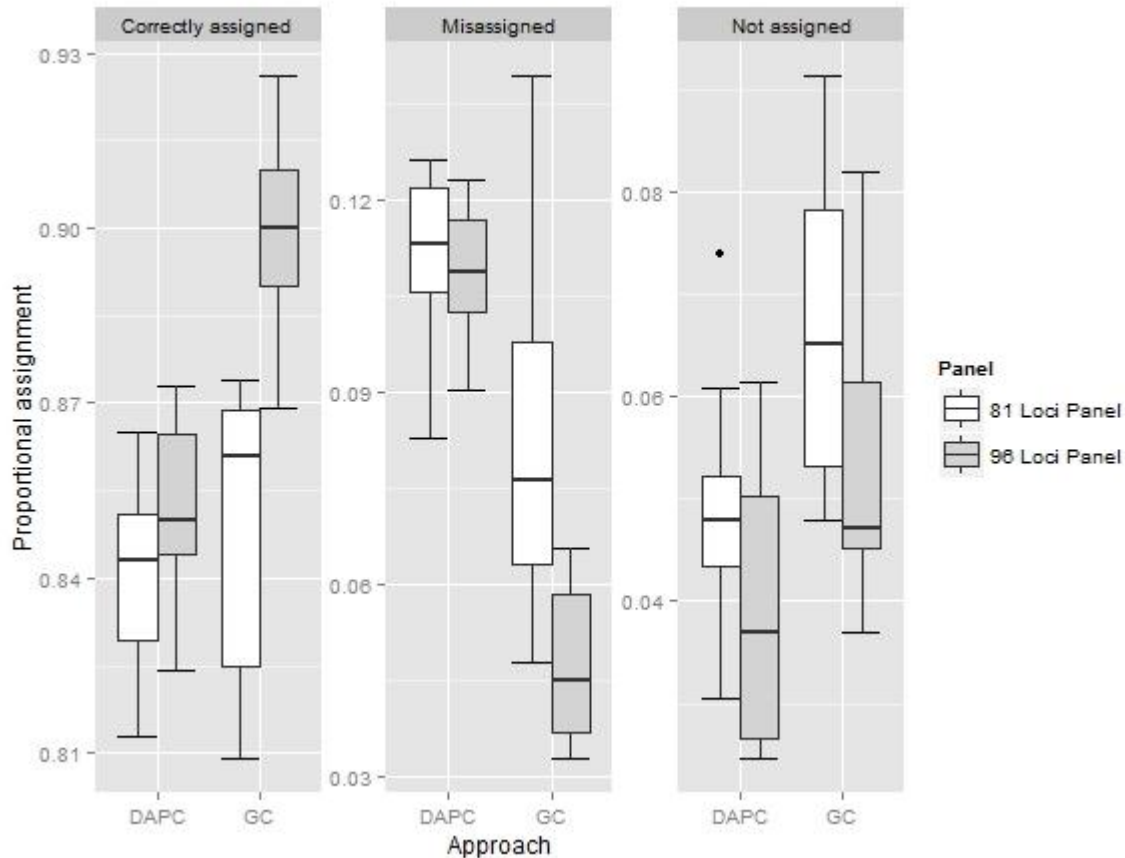 Correctly assigned
Misassigned
Not assigned
Proportional assignment
0.93
0.90
0.87
0.84
0.81
0.12
0.09
0.06
0.03
0.08
0.06
0.04
DAPC GC
DAPC GC
DAPC GC
Approach
Panel
81 Loci Panel
96 Loci Panel